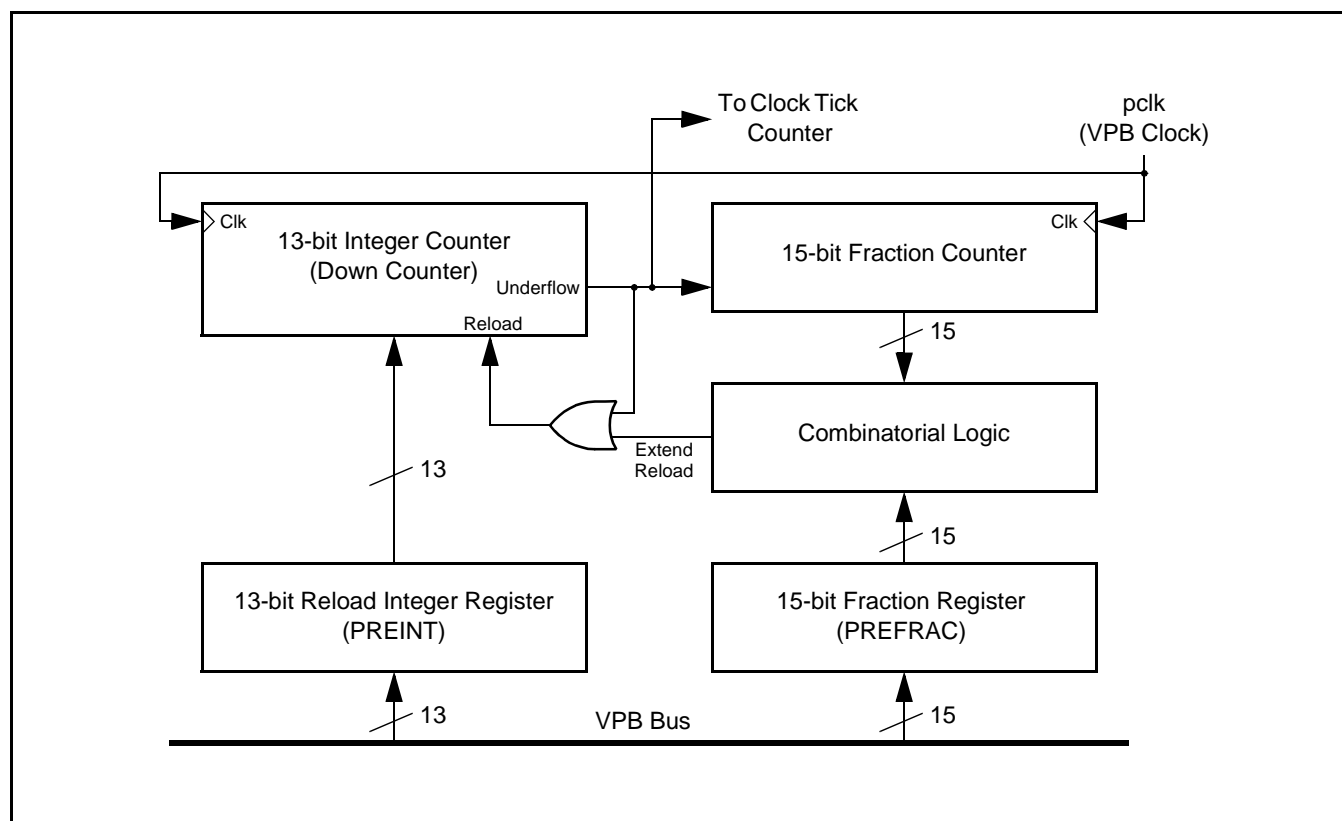 To Clock Tick
Counter
pclk
(VPB Clock)
Clk
13-bit Integer Counter
(Down Counter)
Underflow
Reload
Clk
15-bit Fraction Counter
15
Combinatorial Logic
Extend
Reload
13
15
13-bit Reload Integer Register
(PREINT)
15-bit Fraction Register
(PREFRAC)
13
VPB Bus
15